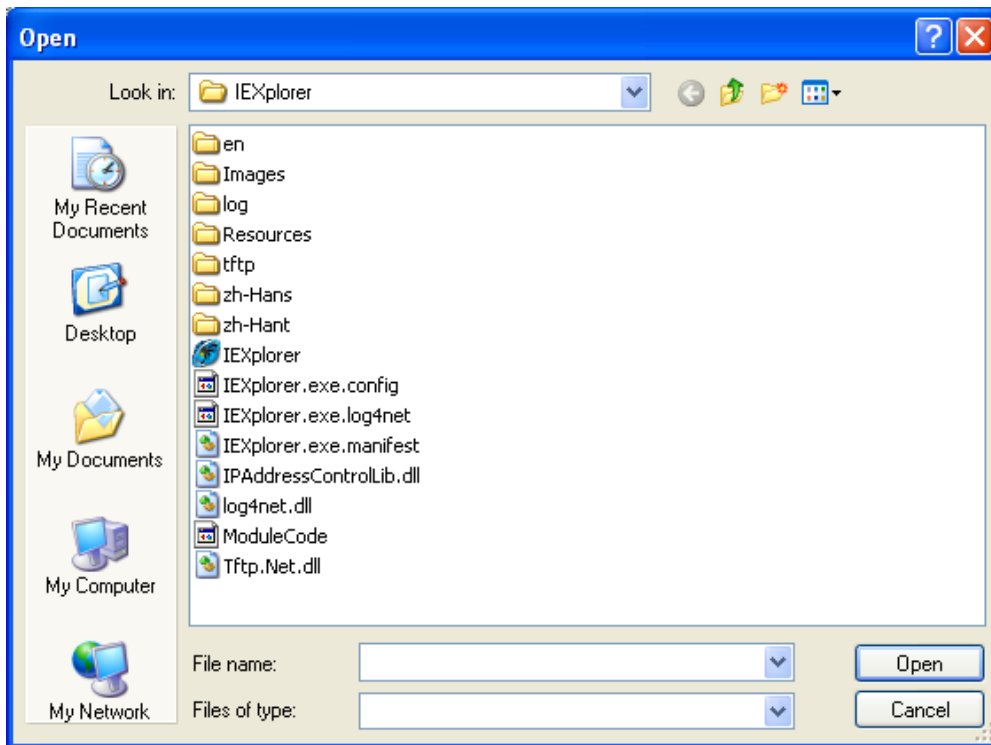 Open
Look in:
IEXplorer
My Recent
Documents
Desktop
My Documents
My Computer
My Network
en
Images
log
Resources
tftp
zh-Hans
zh-Hant
IEXplorer
IEXplorer.exe.config
IEXplorer.exe.log4net
IEXplorer.exe.manifest
IPAddressControlLib.dll
log4net.dll
ModuleCode
Tftp.Net.dll
File name:
Open
Files of type:
Cancel